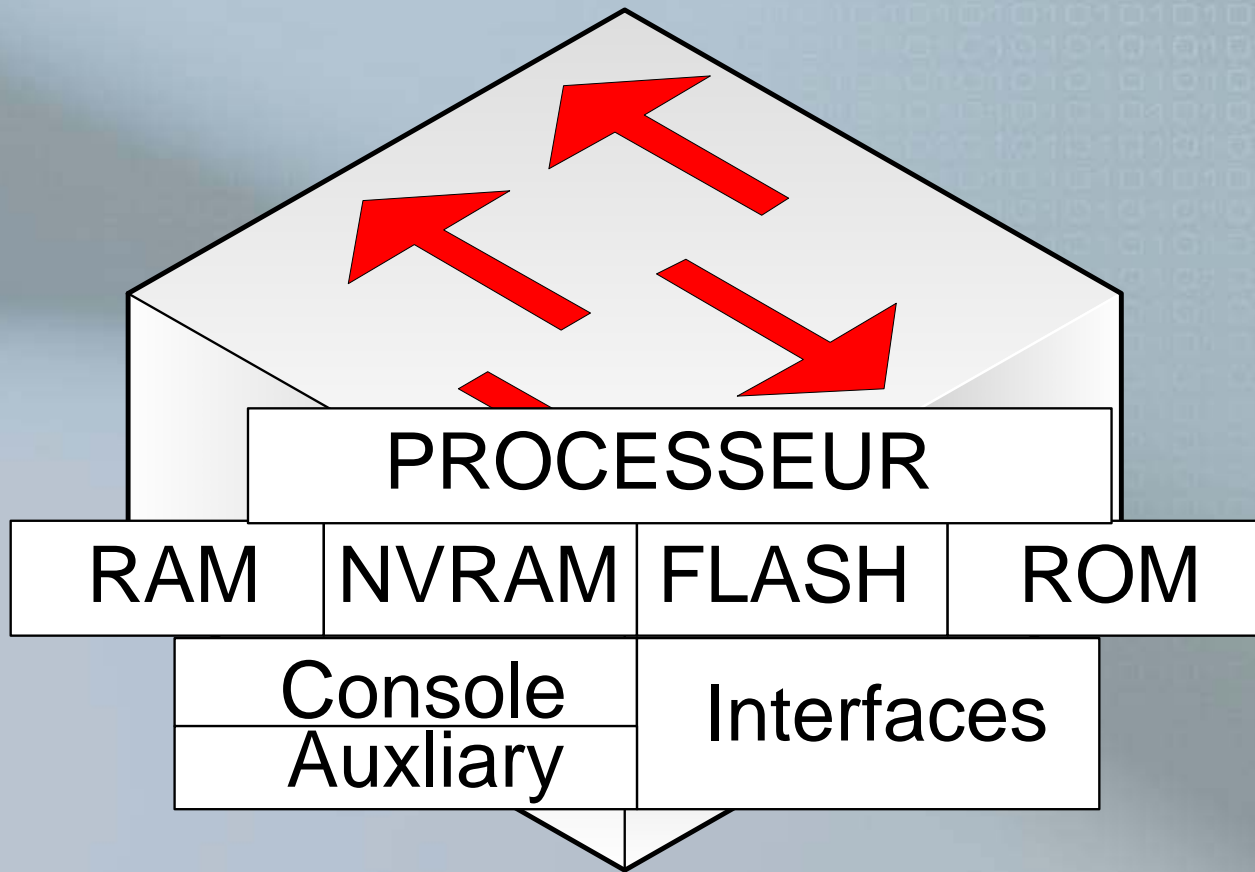 PROCESSEUR
RAM NVRAM FLASH ROM
Console
Interfaces
Auxliary